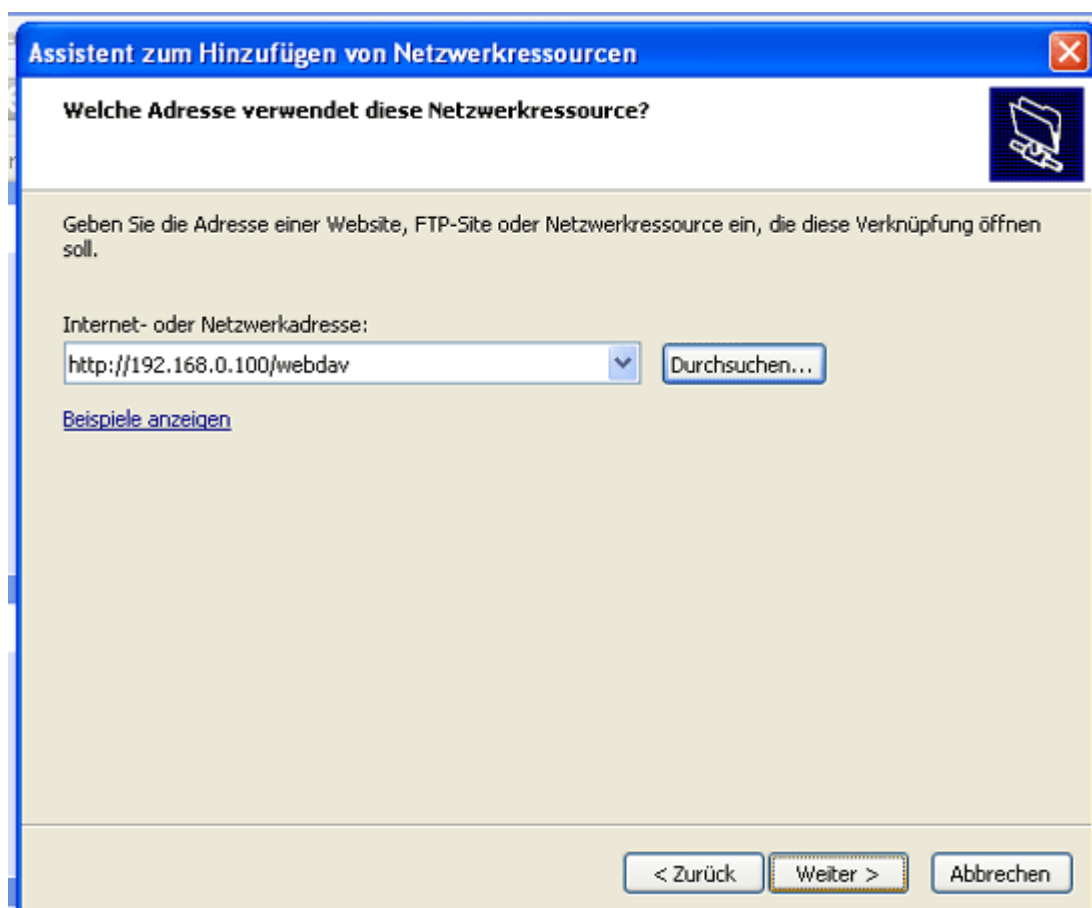 Assistent zum Hinzufügen von Netzwerkressourcen
Welche Adresse verwendet diese Netzwerkressource?
Geben Sie die Adresse einer Website, FTP-Site oder Netzwerkressource ein, die diese Verknüpfung öffnen
soll.
Internet- oder Netzwerkadresse:
http://192.168.0.100/webdav
Durchsuchen...
Beispiele anzeigen
< Zurück
Weiter >
Abbrechen